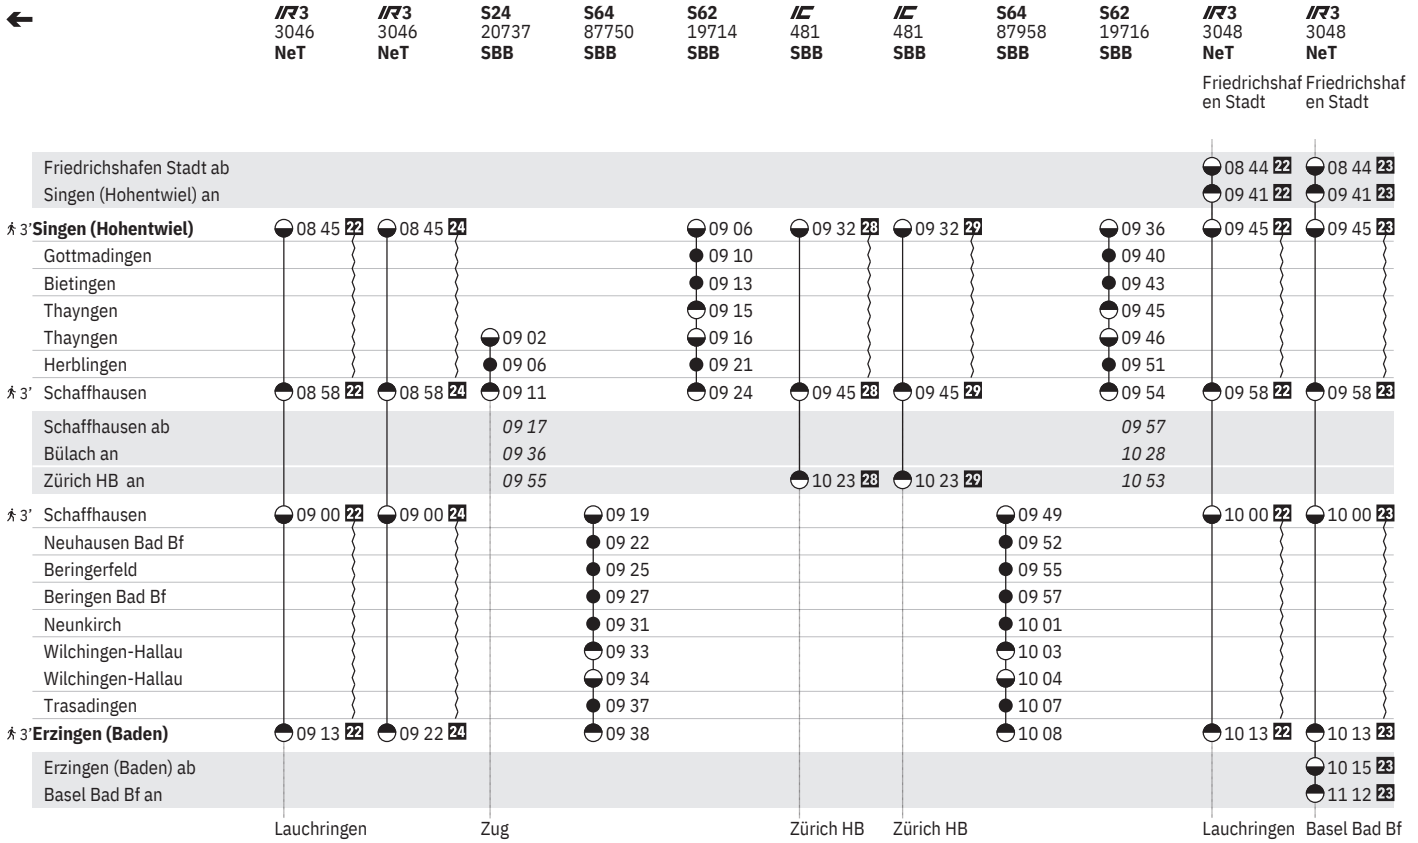 IR3 IR3 S24 S64 S62 IC IC S64 S62 IR3 IR3
3046 3046 20737 87750 19714 481 481 87958 19716 3048 3048
NeT NeT SBB SBB SBB SBB SBB SBB SBB NeT NeT
Friedrichshaf Friedrichshaf
en Stadt en Stadt
Friedrichshafen Stadt ab 08 44 22 08 44 23
Singen (Hohentwiel) an 09 41 22 09 41 23
3' Singen (Hohentwiel) 08 45 22 08 45 24 09 06 09 32 28 09 32 29 09 36 09 45 22 09 45 23
Gottmadingen 09 10 09 40
Bietingen 09 13 09 43
Thayngen 09 15 09 45
Thayngen 09 02 09 16 09 46
Herblingen 09 06 09 21 09 51
3' Schaffhausen 08 58 22 08 58 24 09 11 09 24 09 45 28 09 45 29 09 54 09 58 22 09 58 23
Schaffhausen ab 09 17 09 57
Bülach an 09 36 10 28
Zürich HB an 09 55 10 23 28 10 23 29 10 53
3' Schaffhausen 09 00 22 09 00 24 09 19 09 49 10 00 22 10 00 23
Neuhausen Bad Bf 09 22 09 52
Beringerfeld 09 25 09 55
Beringen Bad Bf 09 27 09 57
Neunkirch 09 31 10 01
Wilchingen-Hallau 09 33 10 03
Wilchingen-Hallau 09 34 10 04
Trasadingen 09 37 10 07
3' Erzingen (Baden) 09 13 22 09 22 24 09 38 10 08 10 13 22 10 13 23
Erzingen (Baden) ab 10 15 23
Basel Bad Bf an 11 12 23
Lauchringen Zug Zürich HB Zürich HB Lauchringen Basel Bad Bf